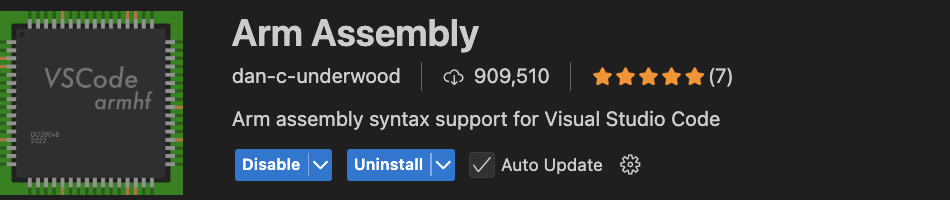 VSCode
armhf
DU200v8
2022
Arm Assembly
dan-c-underwood 909,510 (7)
Arm assembly syntax support for Visual Studio Code
Disable Uninstall Auto Update